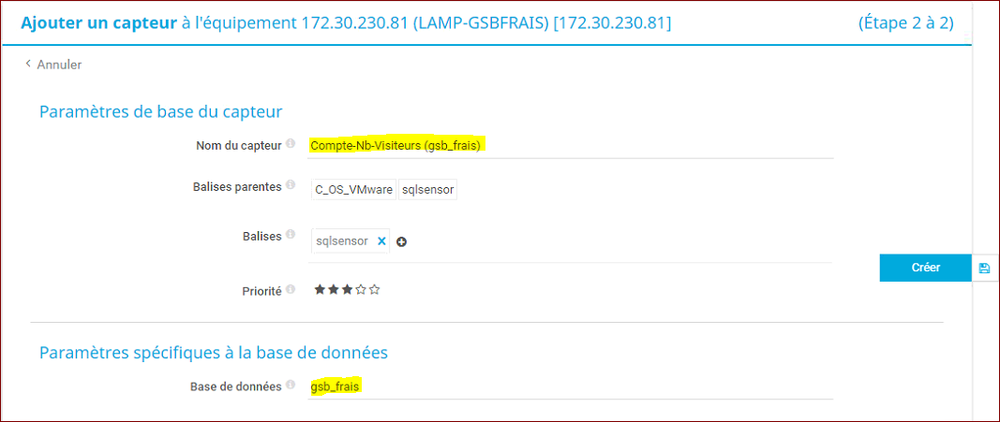 Ajouter un capteur à l'équipement 172.30.230.81 (LAMP-GSBFRAIS) [172.30.230.81] (Étape 2 à 2)
Annuler
Paramètres de base du capteur
Nom du capteur Compte-Nb-Visiteurs (gsb_frais)
Balises parentes C_OS_VMware sqlsensor
Balises sqlsensor
Créer
Priorité
Paramètres spécifiques à la base de données
Base de données gsb_frais